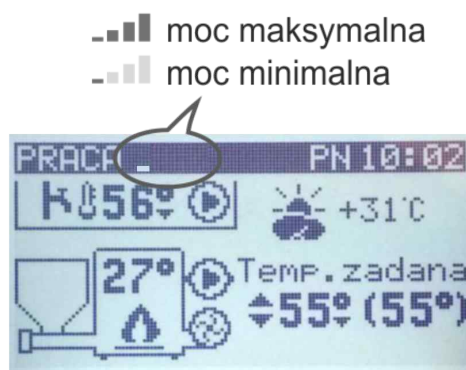 moc maksymalna
moc minimalna
PRACA PN 10:02
56° +31°C
27° Temp.zadana
55° (55°)